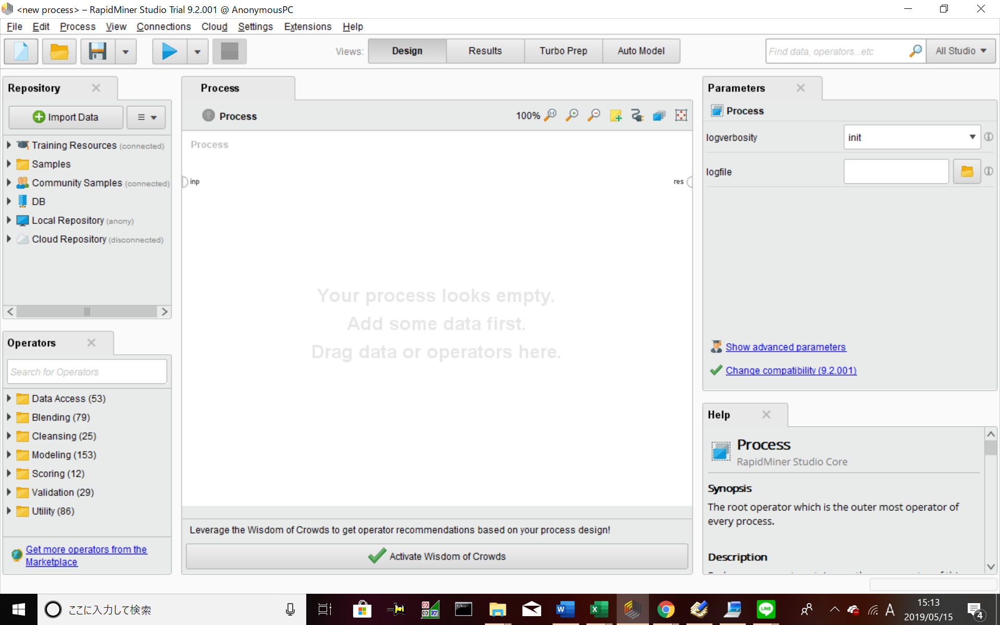 <new process> – RapidMiner Studio Trial 9.2.001 @ AnonymousPC
File Edit Process View Connections Cloud Settings Extensions Help
Views: Design Results Turbo Prep Auto Model
Find data, operators...etc
All Studio
Repository
Import Data
Training Resources (connected)
Samples
Community Samples (connected)
DB
Local Repository (anony)
Cloud Repository (disconnected)
Operators
Search for Operators
Data Access (53)
Blending (79)
Cleansing (25)
Modeling (153)
Scoring (12)
Validation (29)
Utility (86)
Get more operators from the
Marketplace
Process
Process
100%
Process
inp
res
Your process looks empty.
Add some data first.
Drag data or operators here.
Leverage the Wisdom of Crowds to get operator recommendations based on your process design!
Activate Wisdom of Crowds
Parameters
Process
logverbosity
init
logfile
Show advanced parameters
Change compatibility (9.2.001)
Help
Process
RapidMiner Studio Core
Synopsis
The root operator which is the outer most operator of
every process.
Description
ここに入力して検索
LINE
A
15:13
2019/05/15
4